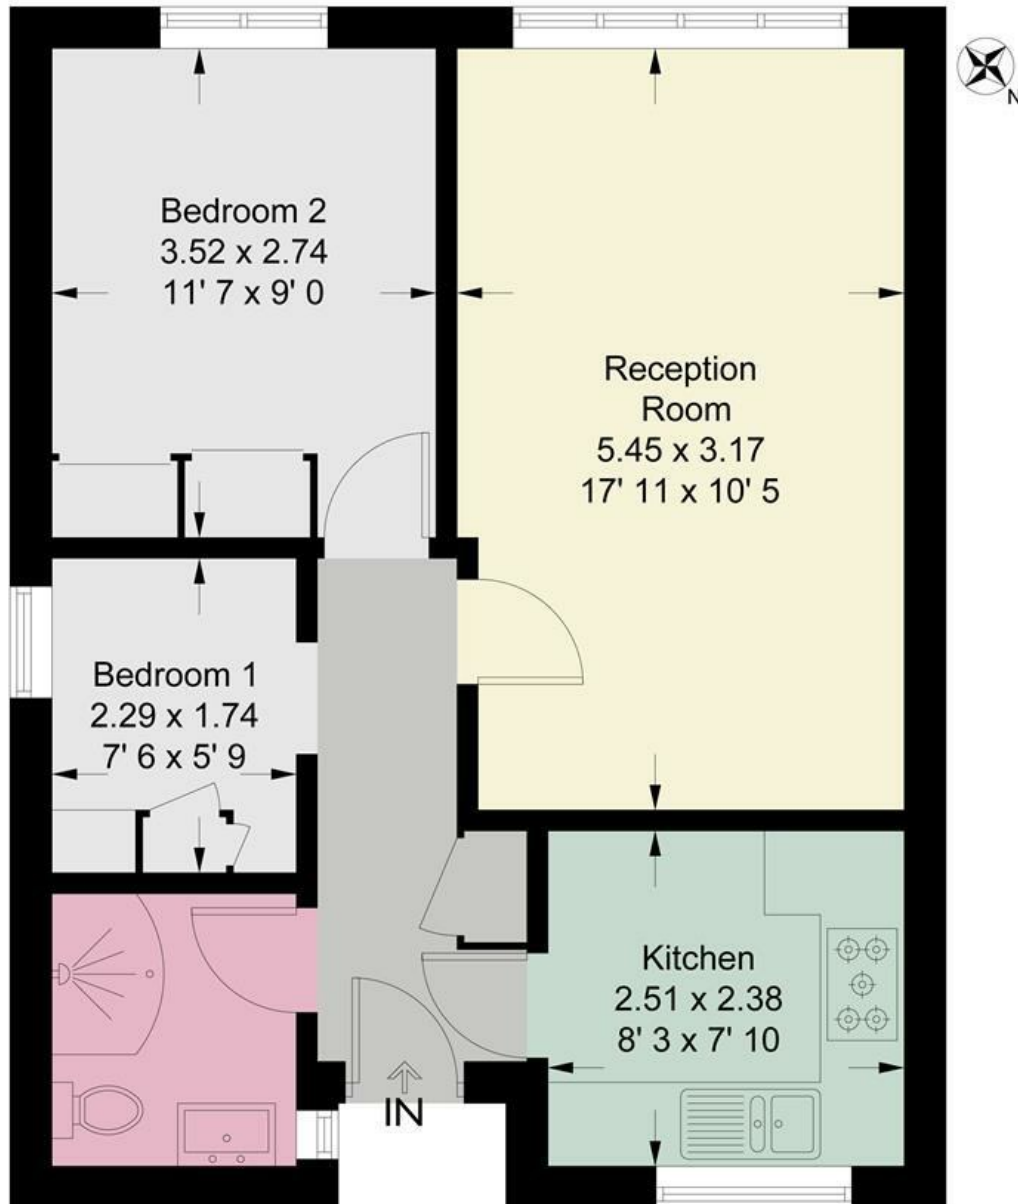 N
Bedroom 2
3.52 x 2.74
11' 7 x 9' 0
Reception
Room
5.45 x 3.17
17' 11 x 10' 5
Bedroom 1
2.29 x 1.74
7' 6 x 5' 9
Kitchen
2.51 x 2.38
8' 3 x 7' 10
IN